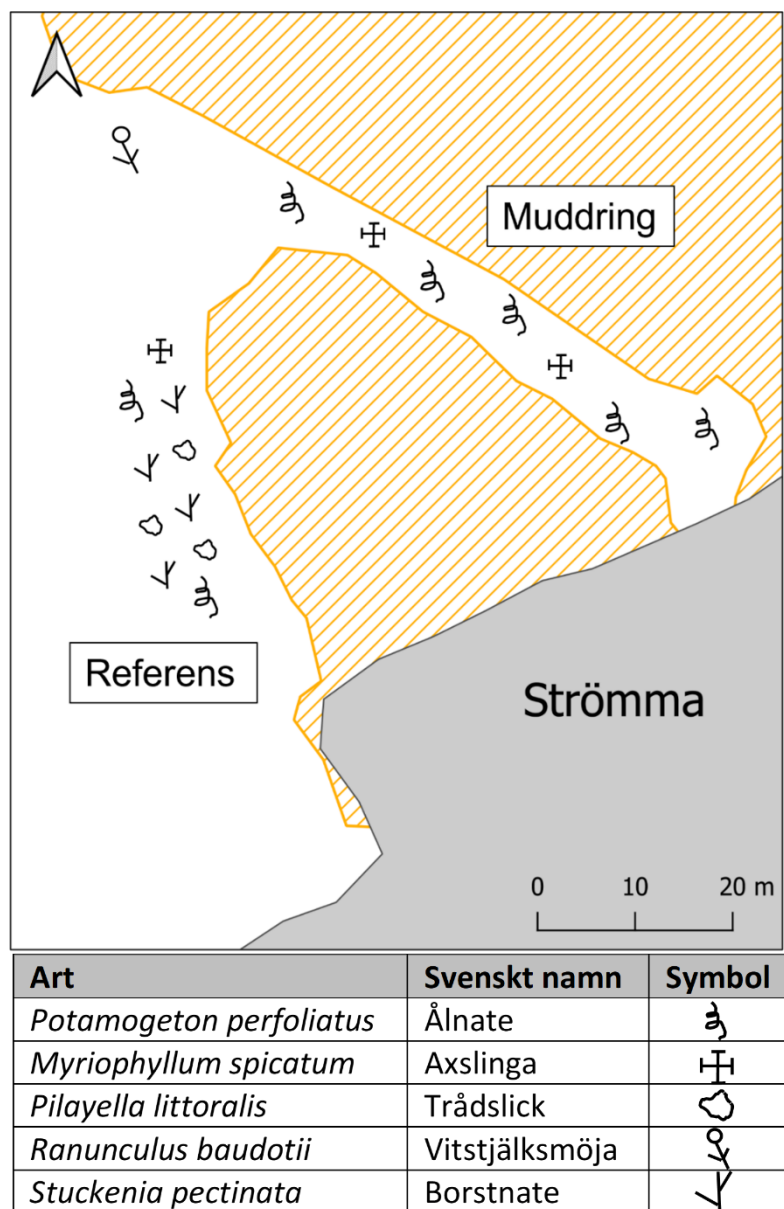 Muddring
Referens
Strömma
0 10 20 m
Art Svenskt namn Symbol
Potamogeton perfoliatus Ålnate
Myriophyllum spicatum Axslinga
Pilayella littoralis Trådslick
Ranunculus baudotii Vitstjälksmöja
Stuckenia pectinata Borstnate